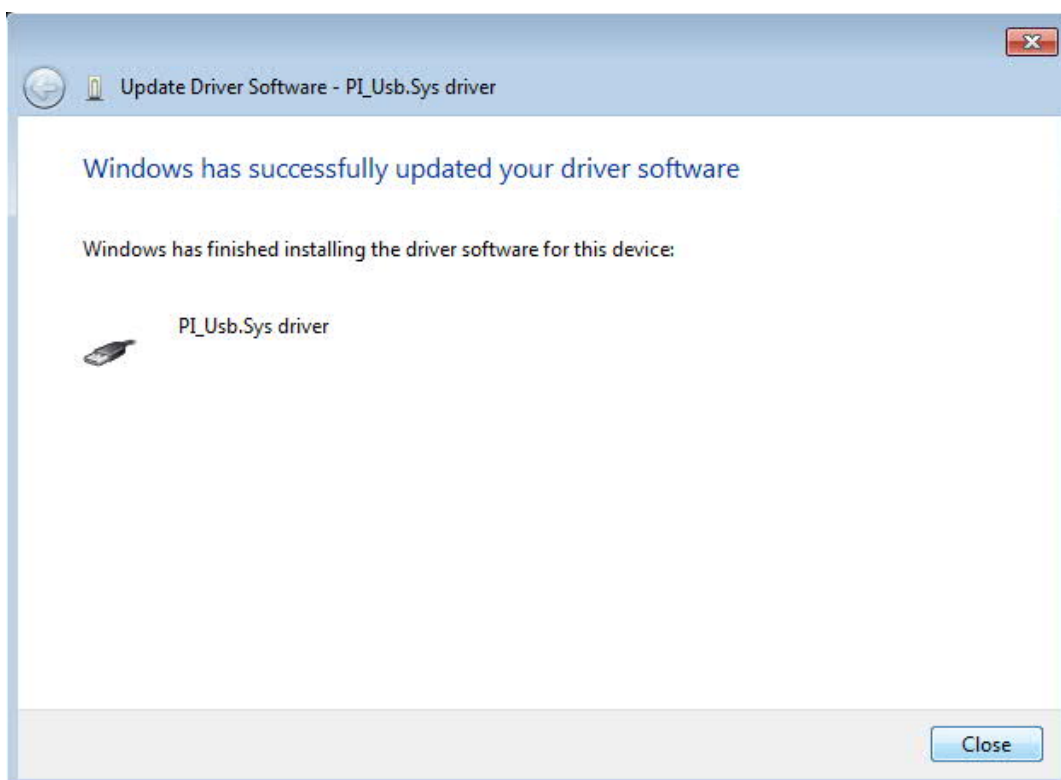 Update Driver Software - PI_Usb.Sys driver
Windows has successfully updated your driver software
Windows has finished installing the driver software for this device:
PI_Usb.Sys driver
Close